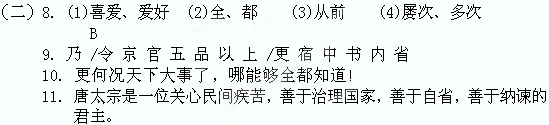 (二) 8. (1)喜爱、爱好 (2)全、都 (3)从前 (4)屡次、多次
B
9. 乃 /令 京 官 五 品 以 上 /更 宿 中 书 内 省
10. 更何况天下大事了，哪能够全都知道!
11. 唐太宗是一位关心民间疾苦，善于治理国家，善于自省，善于纳谏的
君主。